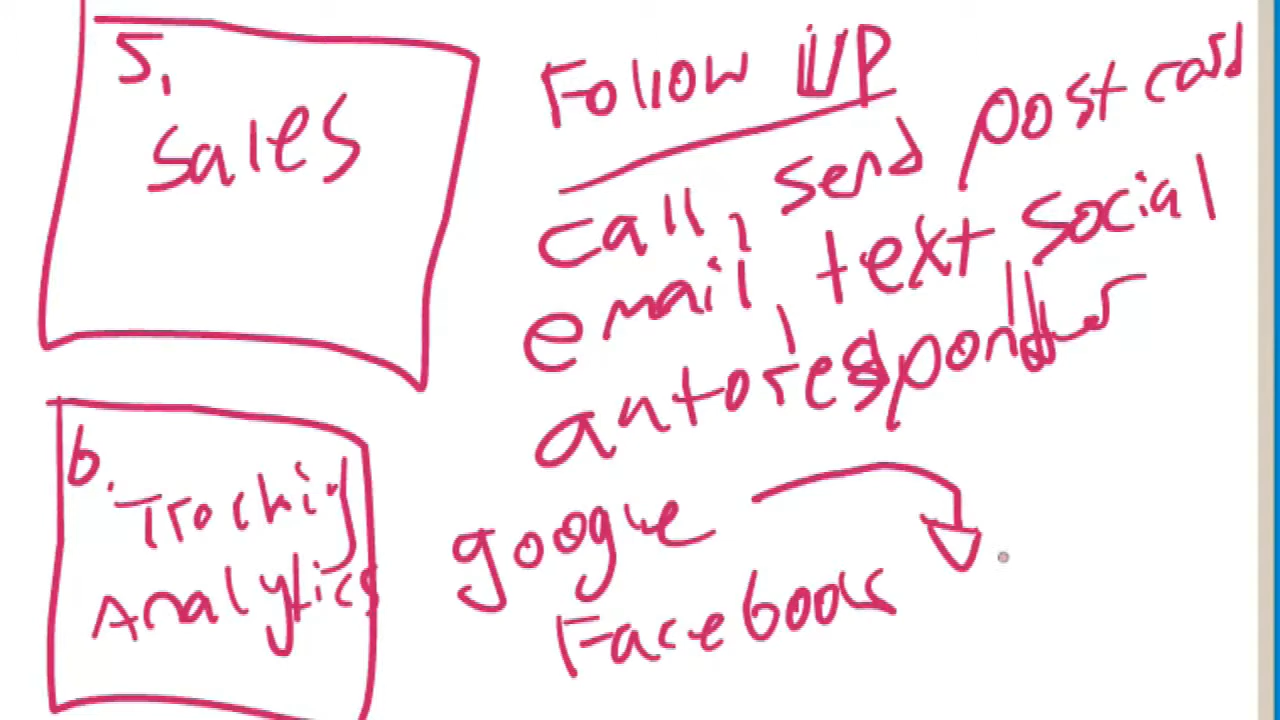 5.
sales
Follow UP
call, send postcard
email, text social
autoresponder
6.
Tracking
Analytics
google
Facebook